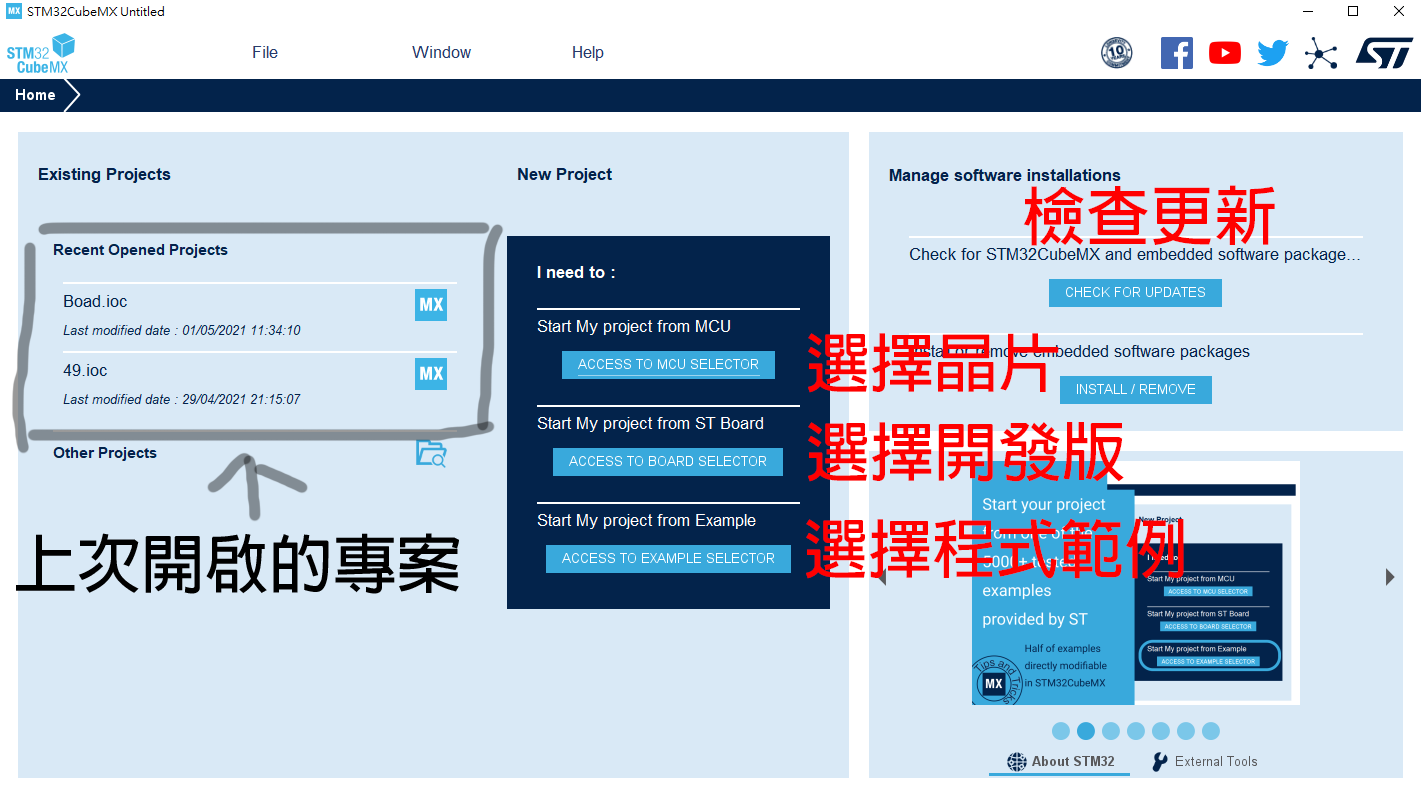 MX STM32CubeMX Untitled
STM32
CubeMX
File
Window
Help
10
ST
Home
Existing Projects
Recent Opened Projects
Boad.ioc
MX
Last modified date : 01/05/2021 11:34:10
49.ioc
MX
Last modified date : 29/04/2021 21:15:07
Other Projects
上次開啟的專案
New Project
I need to :
Start My project from MCU
ACCESS TO MCU SELECTOR
選擇晶片
Start My project from ST Board
ACCESS TO BOARD SELECTOR
選擇開發版
Start My project from Example
ACCESS TO EXAMPLE SELECTOR
選擇程式範例
Manage software installations
檢查更新
Check for STM32CubeMX and embedded software package...
CHECK FOR UPDATES
Install or remove embedded software packages
INSTALL / REMOVE
Start your project
from one of the
5000+ tested
examples
provided by ST
Half of examples
directly modifiable
in STM32CubeMX
Tips and Tricks
MX
New Project
I need to :
Start My project from MCU
ACCESS TO MCU SELECTOR
Start My project from ST Board
ACCESS TO BOARD SELECTOR
Start My project from Example
ACCESS TO EXAMPLE SELECTOR
About STM32
External Tools